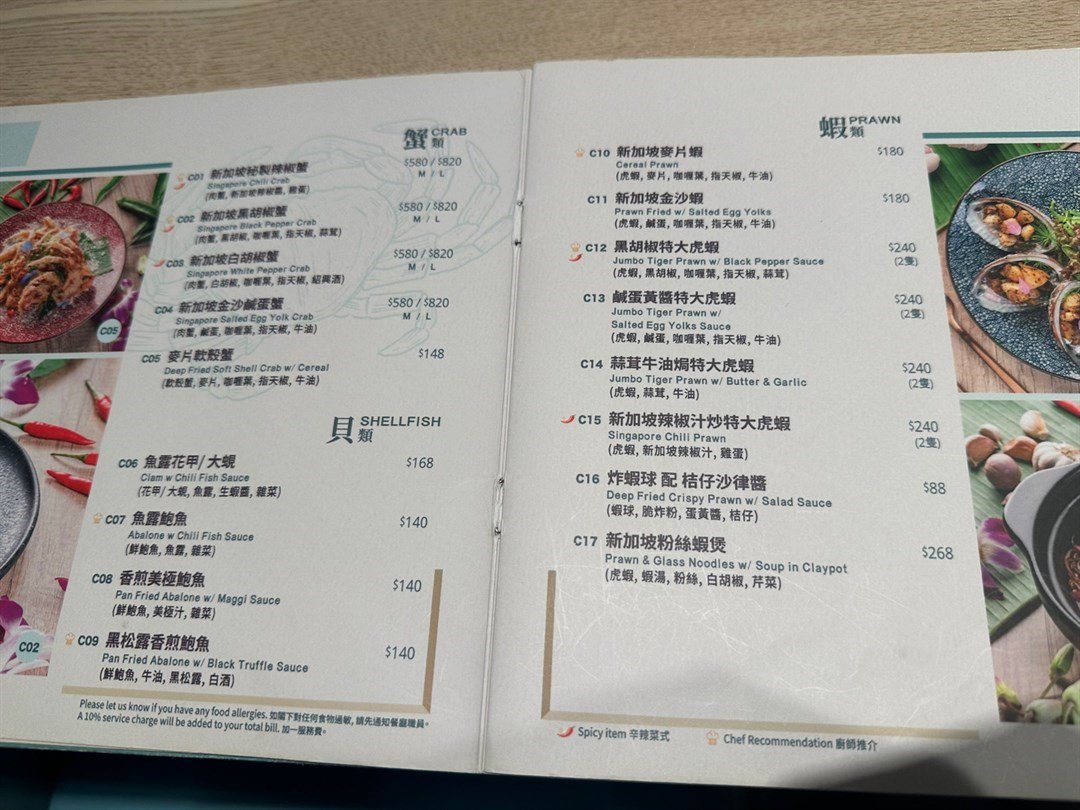 蟹類 CRAB
C01 新加坡秘製辣椒蟹 $580 / $820
Singapore Chili Crab M / L
(肉蟹, 新加坡辣椒醬, 雞蛋)
C02 新加坡黑胡椒蟹 $580 / $820
Singapore Black Pepper Crab M / L
(肉蟹, 黑胡椒, 咖喱葉, 指天椒, 蒜茸)
C03 新加坡白胡椒蟹 $580 / $820
Singapore White Pepper Crab M / L
(肉蟹, 白胡椒, 咖喱葉, 指天椒, 紹興酒)
C04 新加坡金沙鹹蛋蟹 $580 / $820
Singapore Salted Egg Yolk Crab M / L
(肉蟹, 鹹蛋, 咖喱葉, 指天椒, 牛油)
C05 麥片軟殼蟹 $148
Deep Fried Soft Shell Crab w/ Cereal
(軟殼蟹, 麥片, 咖喱葉, 指天椒, 牛油)
C05
貝類 SHELLFISH
C06 魚露花甲/ 大蜆 $168
Clam w Chili Fish Sauce
(花甲/ 大蜆, 魚露, 生蝦醬, 雜菜)
C07 魚露鮑魚 $140
Abalone w Chili Fish Sauce
(鮮鮑魚, 魚露, 雜菜)
C08 香煎美極鮑魚 $140
Pan Fried Abalone w/ Maggi Sauce
(鮮鮑魚, 美極汁, 雜菜)
C09 黑松露香煎鮑魚 $140
Pan Fried Abalone w/ Black Truffle Sauce
(鮮鮑魚, 牛油, 黑松露, 白酒)
C02
Please let us know if you have any food allergies. 如閣下對任何食物過敏, 請先通知餐廳職員。
A 10% service charge will be added to your total bill. 加一服務費。
蝦類 PRAWN
C10 新加坡麥片蝦 $180
Cereal Prawn
(虎蝦, 麥片, 咖喱葉, 指天椒, 牛油)
C11 新加坡金沙蝦 $180
Prawn Fried w/ Salted Egg Yolks
(虎蝦, 鹹蛋, 咖喱葉, 指天椒, 牛油)
C12 黑胡椒特大虎蝦 $240
Jumbo Tiger Prawn w/ Black Pepper Sauce (2隻)
(虎蝦, 黑胡椒, 咖喱葉, 指天椒, 蒜茸)
C13 鹹蛋黃醬特大虎蝦 $240
Jumbo Tiger Prawn w/ (2隻)
Salted Egg Yolks Sauce
(虎蝦, 鹹蛋, 咖喱葉, 指天椒, 牛油)
C14 蒜茸牛油焗特大虎蝦 $240
Jumbo Tiger Prawn w/ Butter & Garlic (2隻)
(虎蝦, 蒜茸, 牛油)
C15 新加坡辣椒汁炒特大虎蝦 $240
Singapore Chili Prawn (2隻)
(虎蝦, 新加坡辣椒汁, 雞蛋)
C16 炸蝦球 配 桔仔沙律醬 $88
Deep Fried Crispy Prawn w/ Salad Sauce
(蝦球, 脆炸粉, 蛋黃醬, 桔仔)
C17 新加坡粉絲蝦煲 $268
Prawn & Glass Noodles w/ Soup in Claypot
(虎蝦, 蝦湯, 粉絲, 白胡椒, 芹菜)
Spicy item 辛辣菜式
Chef Recommendation 廚師推介